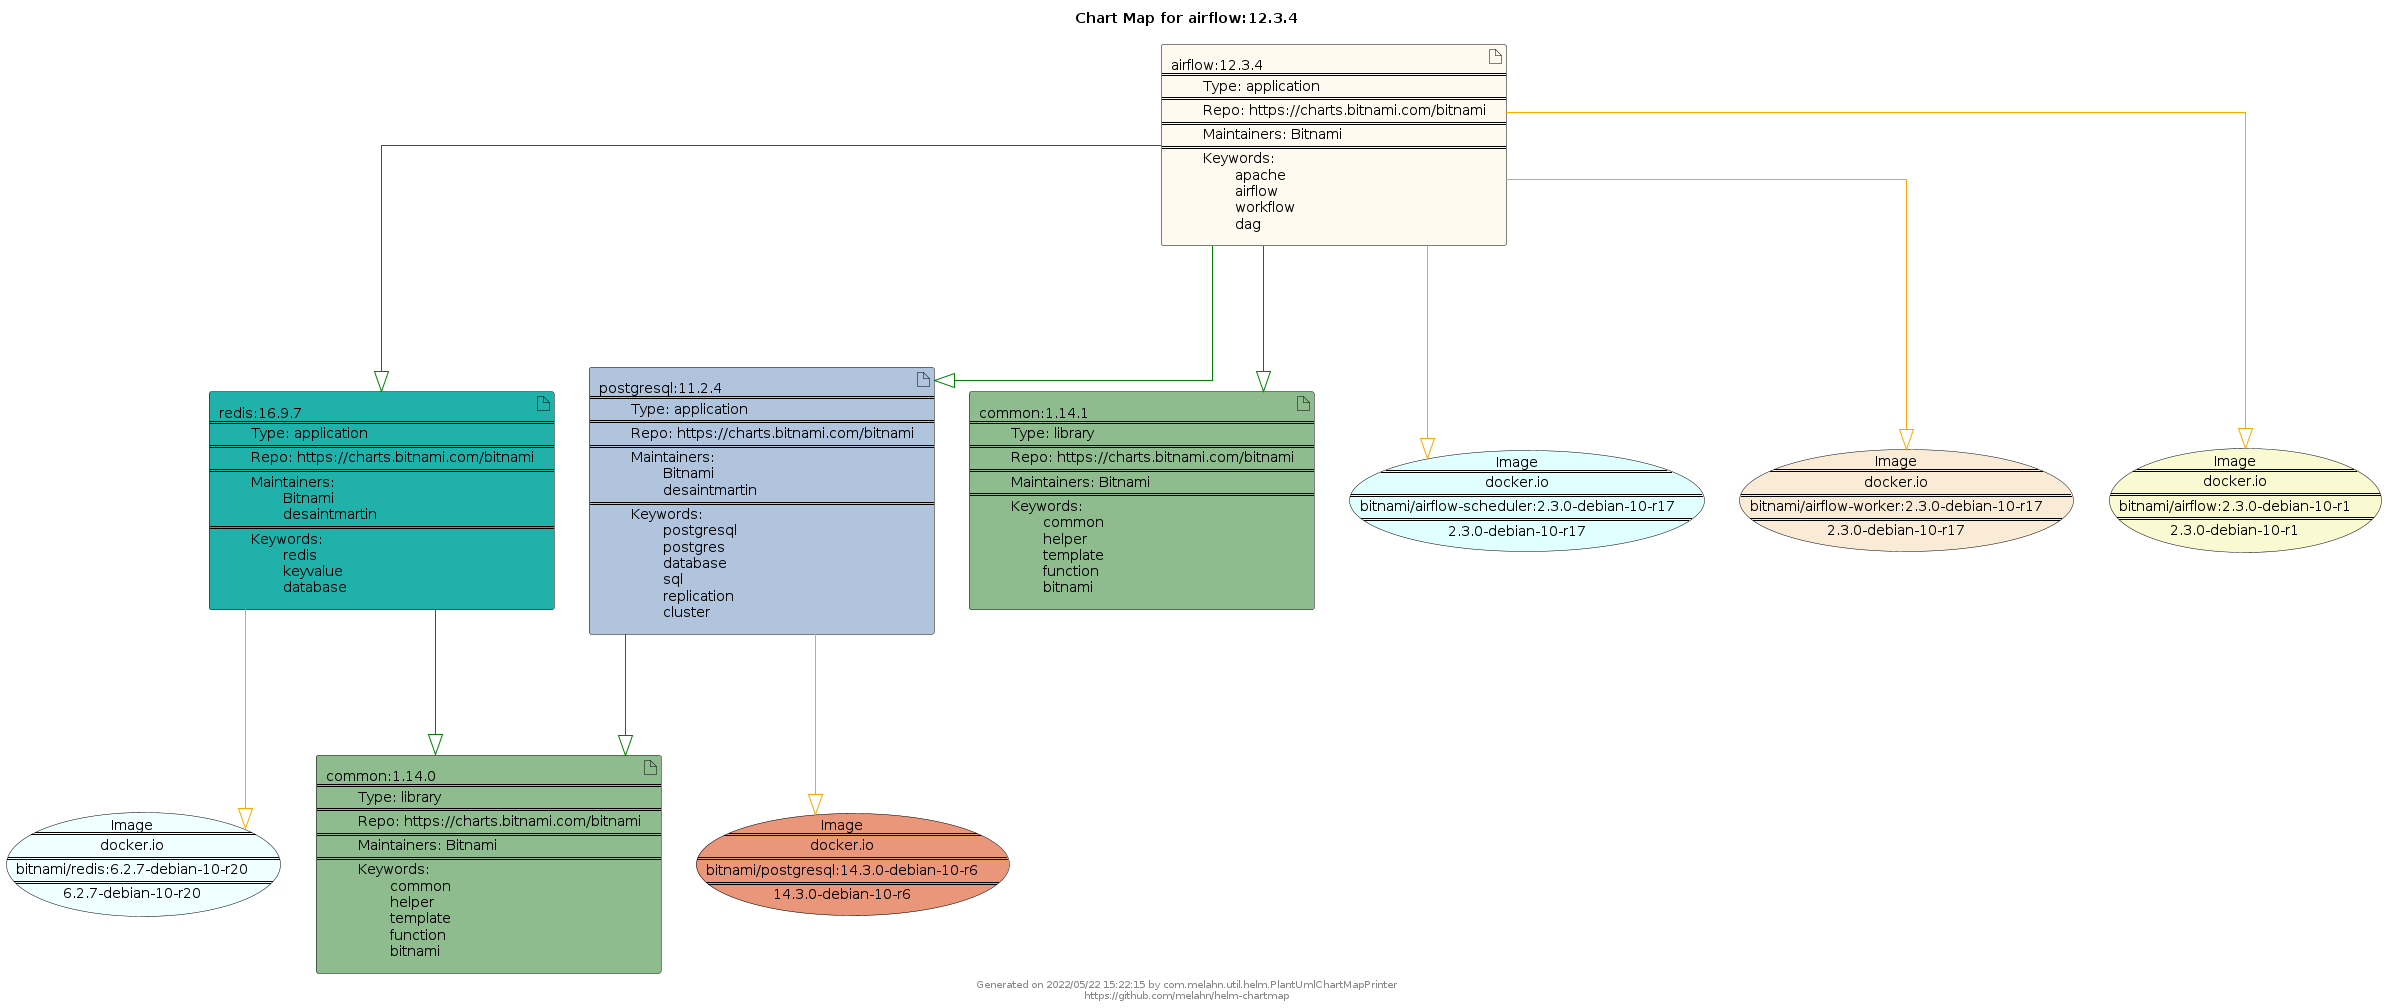 Chart Map for airflow:12.3.4
airflow:12.3.4
Type: application
Repo: https://charts.bitnami.com/bitnami
Maintainers: Bitnami
Keywords:
apache
airflow
workflow
dag
redis:16.9.7
Type: application
Repo: https://charts.bitnami.com/bitnami
Maintainers:
Bitnami
desaintmartin
Keywords:
redis
keyvalue
database
postgresql:11.2.4
Type: application
Repo: https://charts.bitnami.com/bitnami
Maintainers:
Bitnami
desaintmartin
Keywords:
postgresql
postgres
database
sql
replication
cluster
common:1.14.1
Type: library
Repo: https://charts.bitnami.com/bitnami
Maintainers: Bitnami
Keywords:
common
helper
template
function
bitnami
Image
docker.io
bitnami/airflow-scheduler:2.3.0-debian-10-r17
2.3.0-debian-10-r17
Image
docker.io
bitnami/airflow-worker:2.3.0-debian-10-r17
2.3.0-debian-10-r17
Image
docker.io
bitnami/airflow:2.3.0-debian-10-r1
2.3.0-debian-10-r1
Image
docker.io
bitnami/redis:6.2.7-debian-10-r20
6.2.7-debian-10-r20
common:1.14.0
Type: library
Repo: https://charts.bitnami.com/bitnami
Maintainers: Bitnami
Keywords:
common
helper
template
function
bitnami
Image
docker.io
bitnami/postgresql:14.3.0-debian-10-r6
14.3.0-debian-10-r6
Generated on 2022/05/22 15:22:15 by com.melahn.util.helm.PlantUmlChartMapPrinter
https://github.com/melahn/helm-chartmap